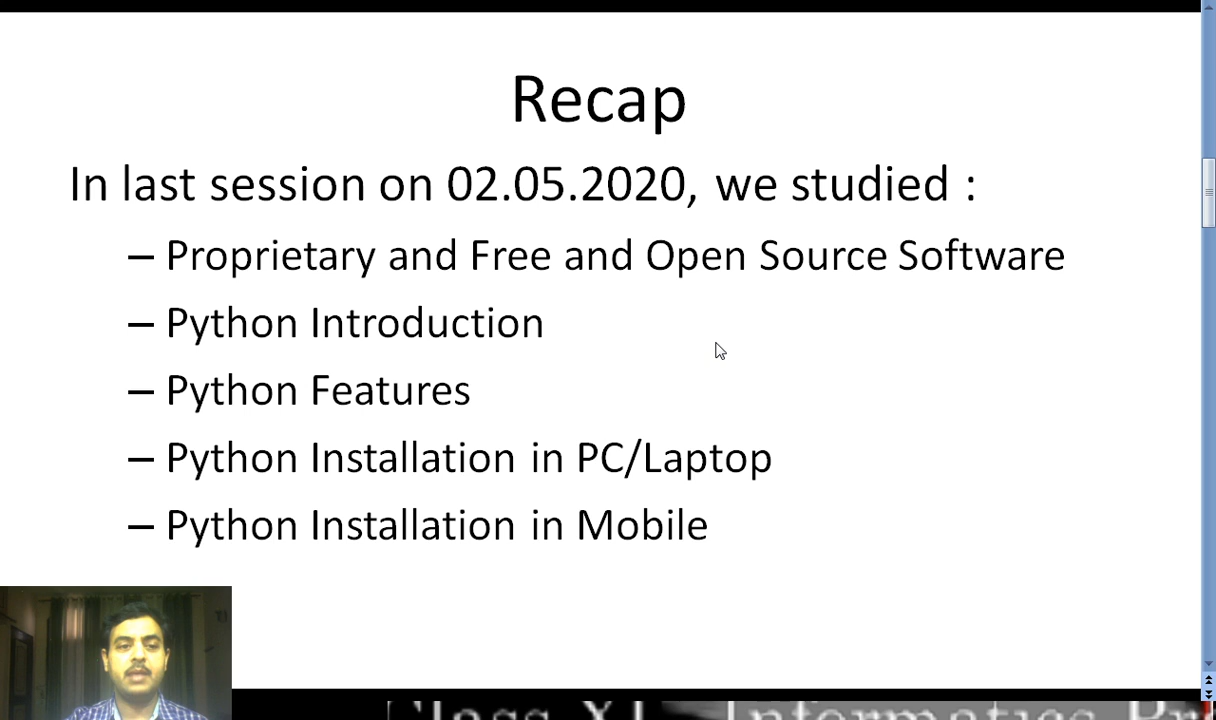 Recap
In last session on 02.05.2020, we studied :
– Proprietary and Free and Open Source Software
– Python Introduction
– Python Features
– Python Installation in PC/Laptop
– Python Installation in Mobile
Class XI Informatics Pr